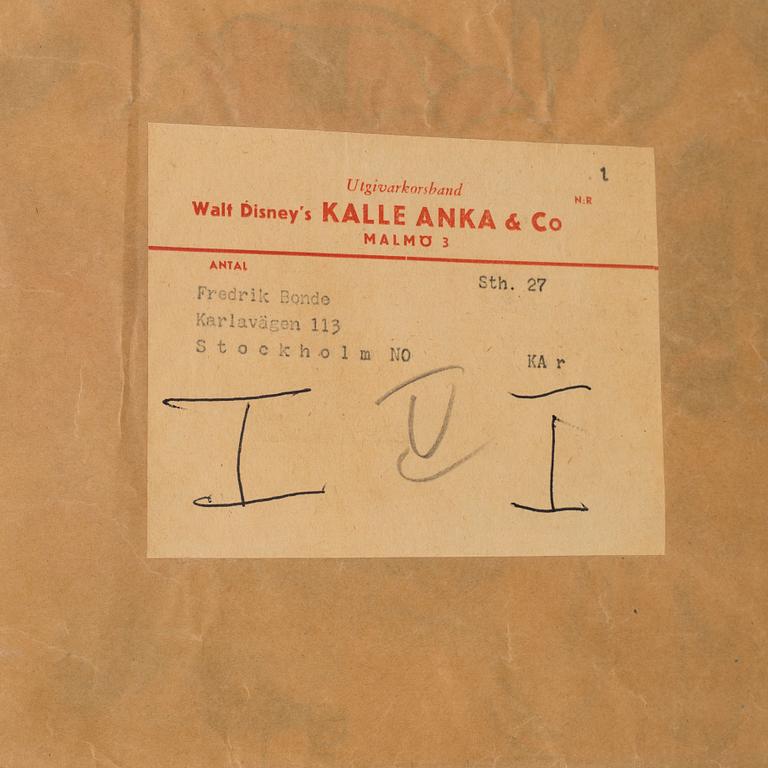 1
Utgivarkorsband
N:R
Walt Disney's KALLE ANKA & Co
MALMÖ 3
ANTAL
Sth. 27
Fredrik Bonde
Karlavägen 113
Stockholm NO
KA r
I
I